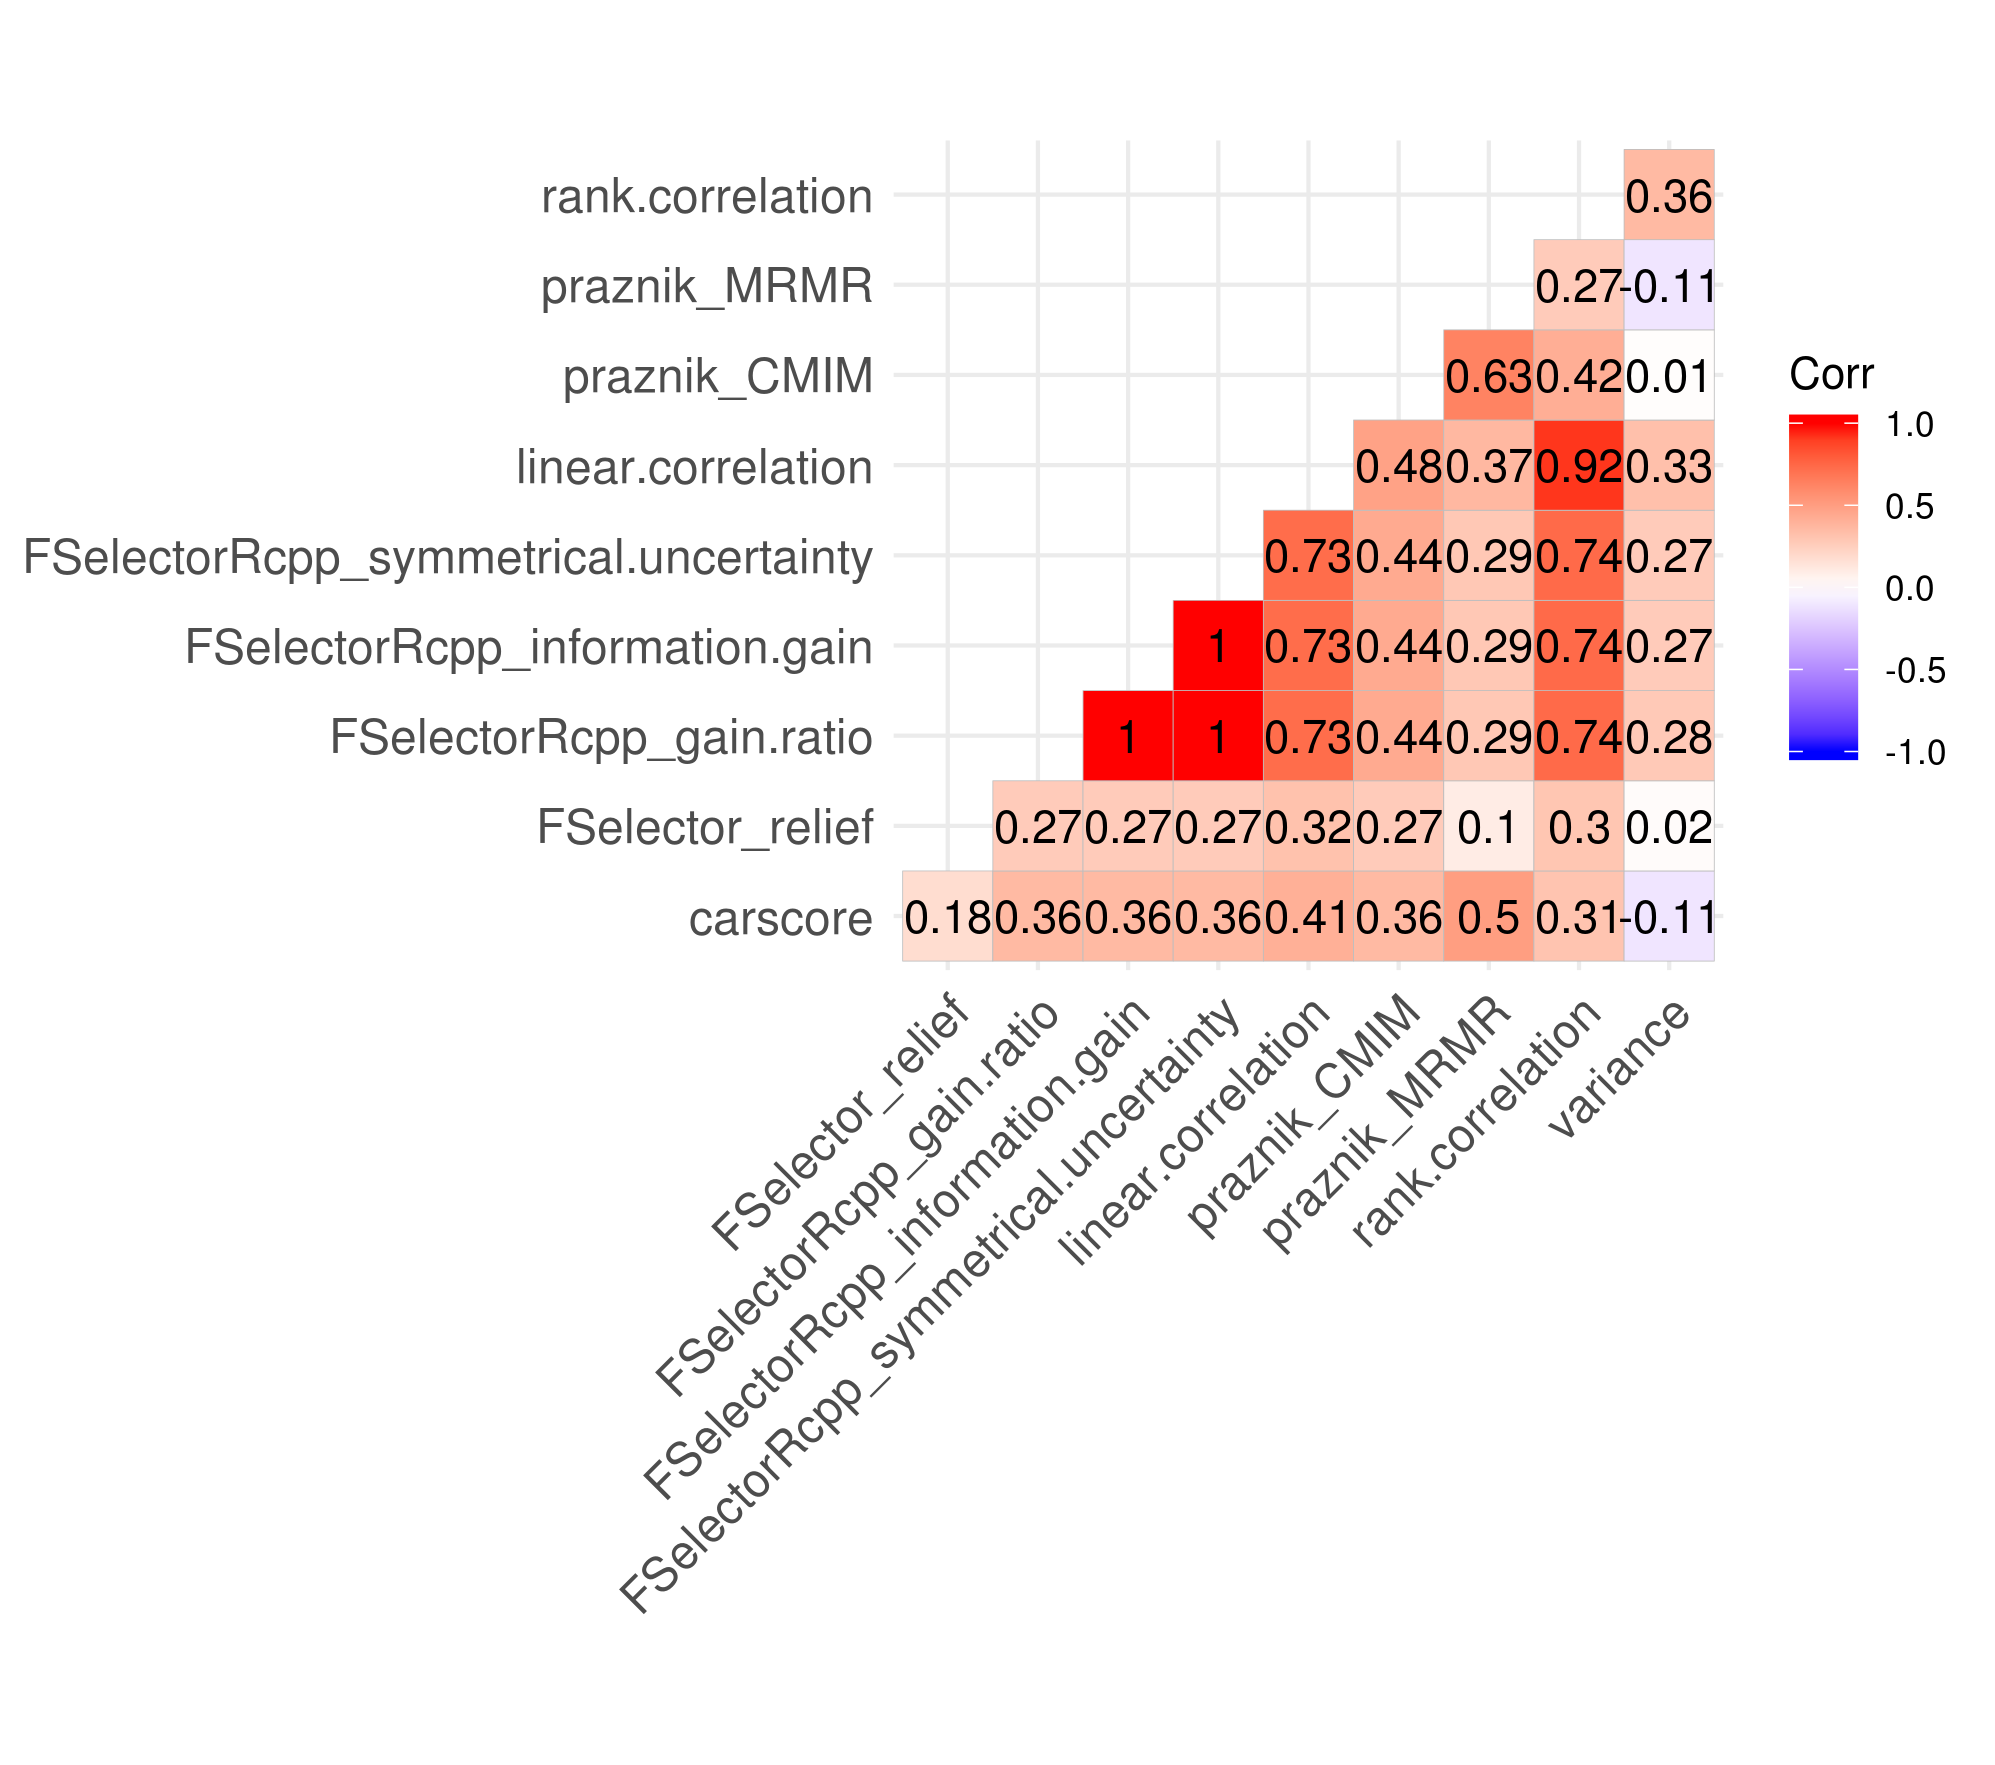 rank.correlation 0.36
praznik_MRMR 0.27 -0.11
praznik_CMIM 0.63 0.42 0.01
linear.correlation 0.48 0.37 0.92 0.33
FSelectorRcpp_symmetrical.uncertainty 0.73 0.44 0.29 0.74 0.27
FSelectorRcpp_information.gain 1 0.73 0.44 0.29 0.74 0.27
FSelectorRcpp_gain.ratio 1 1 0.73 0.44 0.29 0.74 0.28
FSelector_relief 0.27 0.27 0.27 0.32 0.27 0.1 0.3 0.02
carscore 0.18 0.36 0.36 0.36 0.41 0.36 0.5 0.31 -0.11
FSelector_relief
FSelectorRcpp_gain.ratio
FSelectorRcpp_information.gain
FSelectorRcpp_symmetrical.uncertainty
linear.correlation
praznik_CMIM
praznik_MRMR
rank.correlation
variance
Corr
1.0
0.5
0.0
-0.5
-1.0